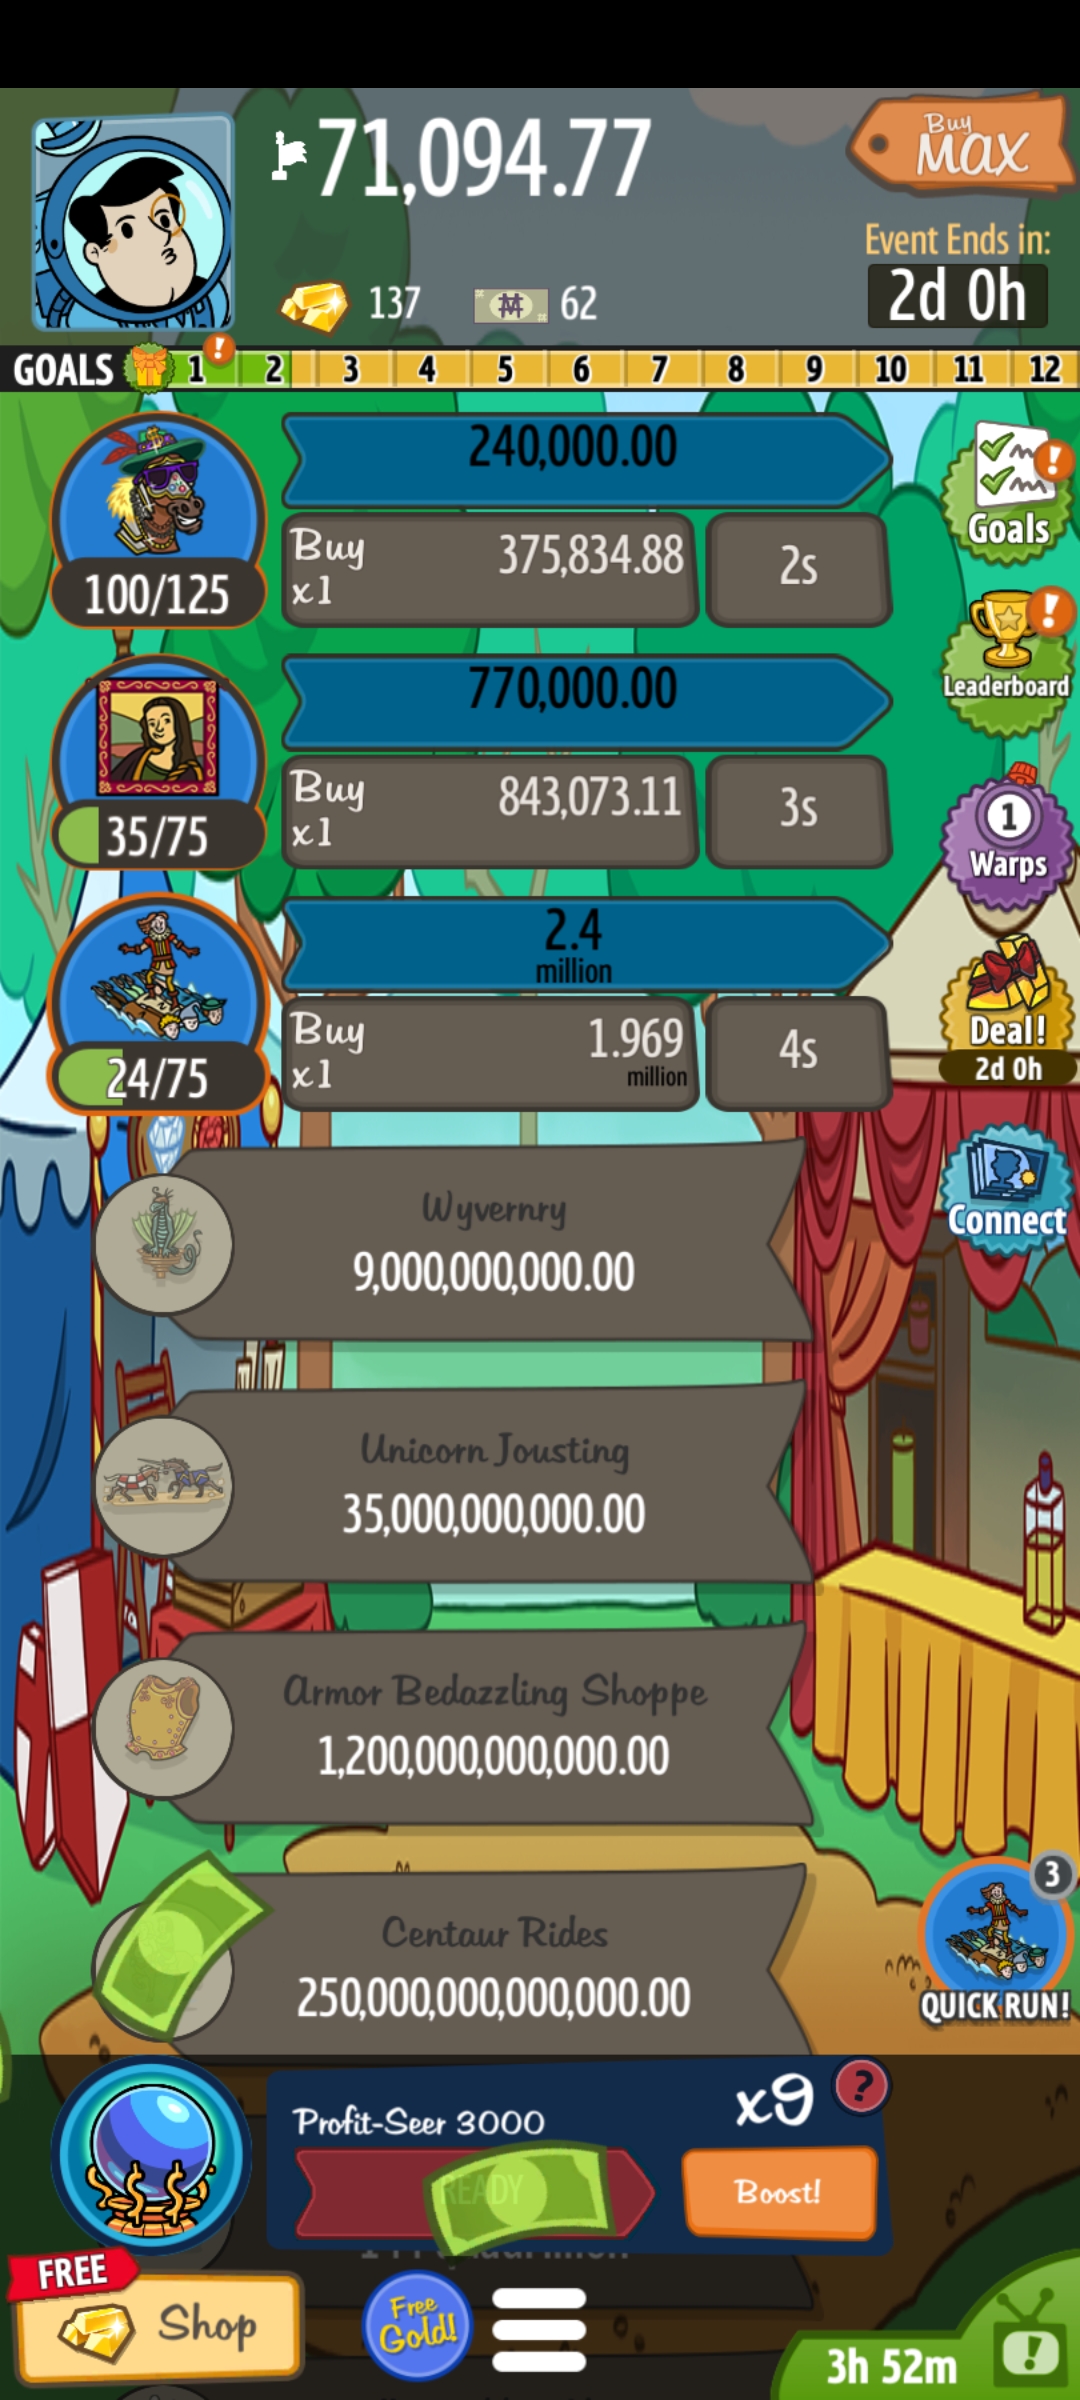 71,094.77
Buy
MAX
Event Ends in:
2d 0h
137
62
GOALS 1 ! 2 3 4 5 6 7 8 9 10 11 12
240,000.00
Buy
x1
375,834.88
2s
100/125
!
Goals
770,000.00
Buy
x1
843,073.11
3s
35/75
!
Leaderboard
1
Warps
2.4
million
Buy
x1
1.969
million
4s
24/75
Deal!
2d 0h
Wyvernry
9,000,000,000.00
Connect
Unicorn Jousting
35,000,000,000.00
Armor Bedazzling Shoppe
1,200,000,000,000.00
Centaur Rides
250,000,000,000,000.00
3
QUICK RUN!
Profit-Seer 3000
x9
?
READY
Boost!
FREE
Shop
Free
Gold!
3h 52m
!